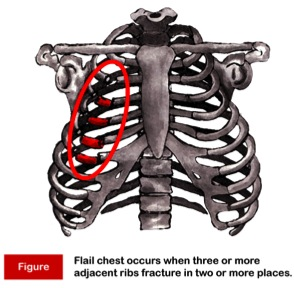 Figure
Flail chest occurs when three or more
adjacent ribs fracture in two or more places.